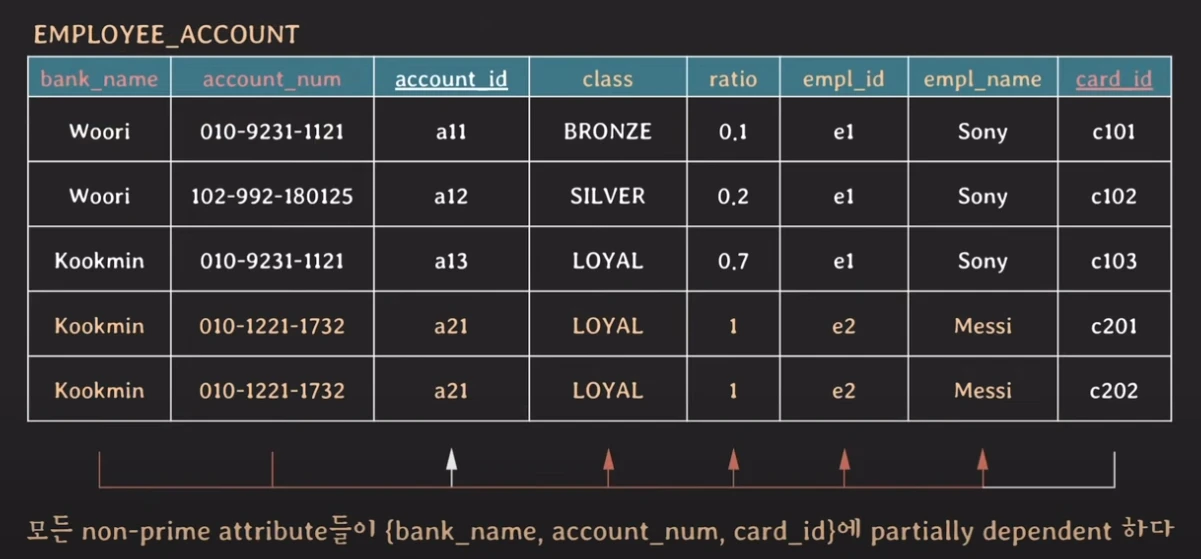 EMPLOYEE_ACCOUNT
bank_name account_num account_id class ratio empl_id empl_name card_id
Woori 010-9231-1121 a11 BRONZE 0.1 e1 Sony c101
Woori 102-992-180125 a12 SILVER 0.2 e1 Sony c102
Kookmin 010-9231-1121 a13 LOYAL 0.7 e1 Sony c103
Kookmin 010-1221-1732 a21 LOYAL 1 e2 Messi c201
Kookmin 010-1221-1732 a21 LOYAL 1 e2 Messi c202
모든 non-prime attribute들이 {bank_name, account_num, card_id}에 partially dependent 하다